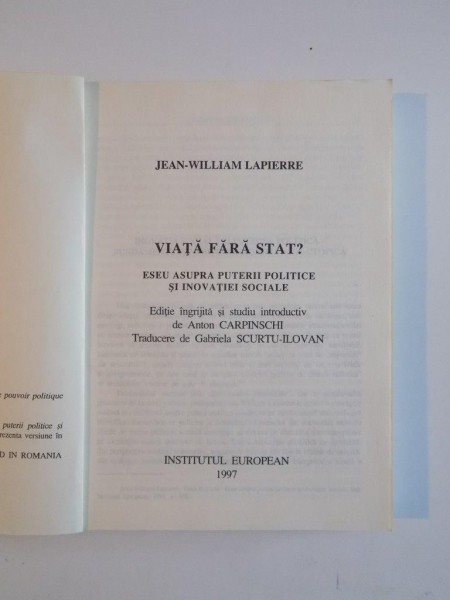 JEAN-WILLIAM LAPIERRE
VIAȚĂ FĂRĂ STAT?
ESEU ASUPRA PUTERII POLITICE
ȘI INOVAȚIEI SOCIALE
Ediție îngrijită și studiu introductiv
de Anton CARPINSCHI
Traducere de Gabriela SCURTU-ILOVAN
INSTITUTUL EUROPEAN
1997
pouvoir politique
puterii politice și
versiune în
IN ROMANIA